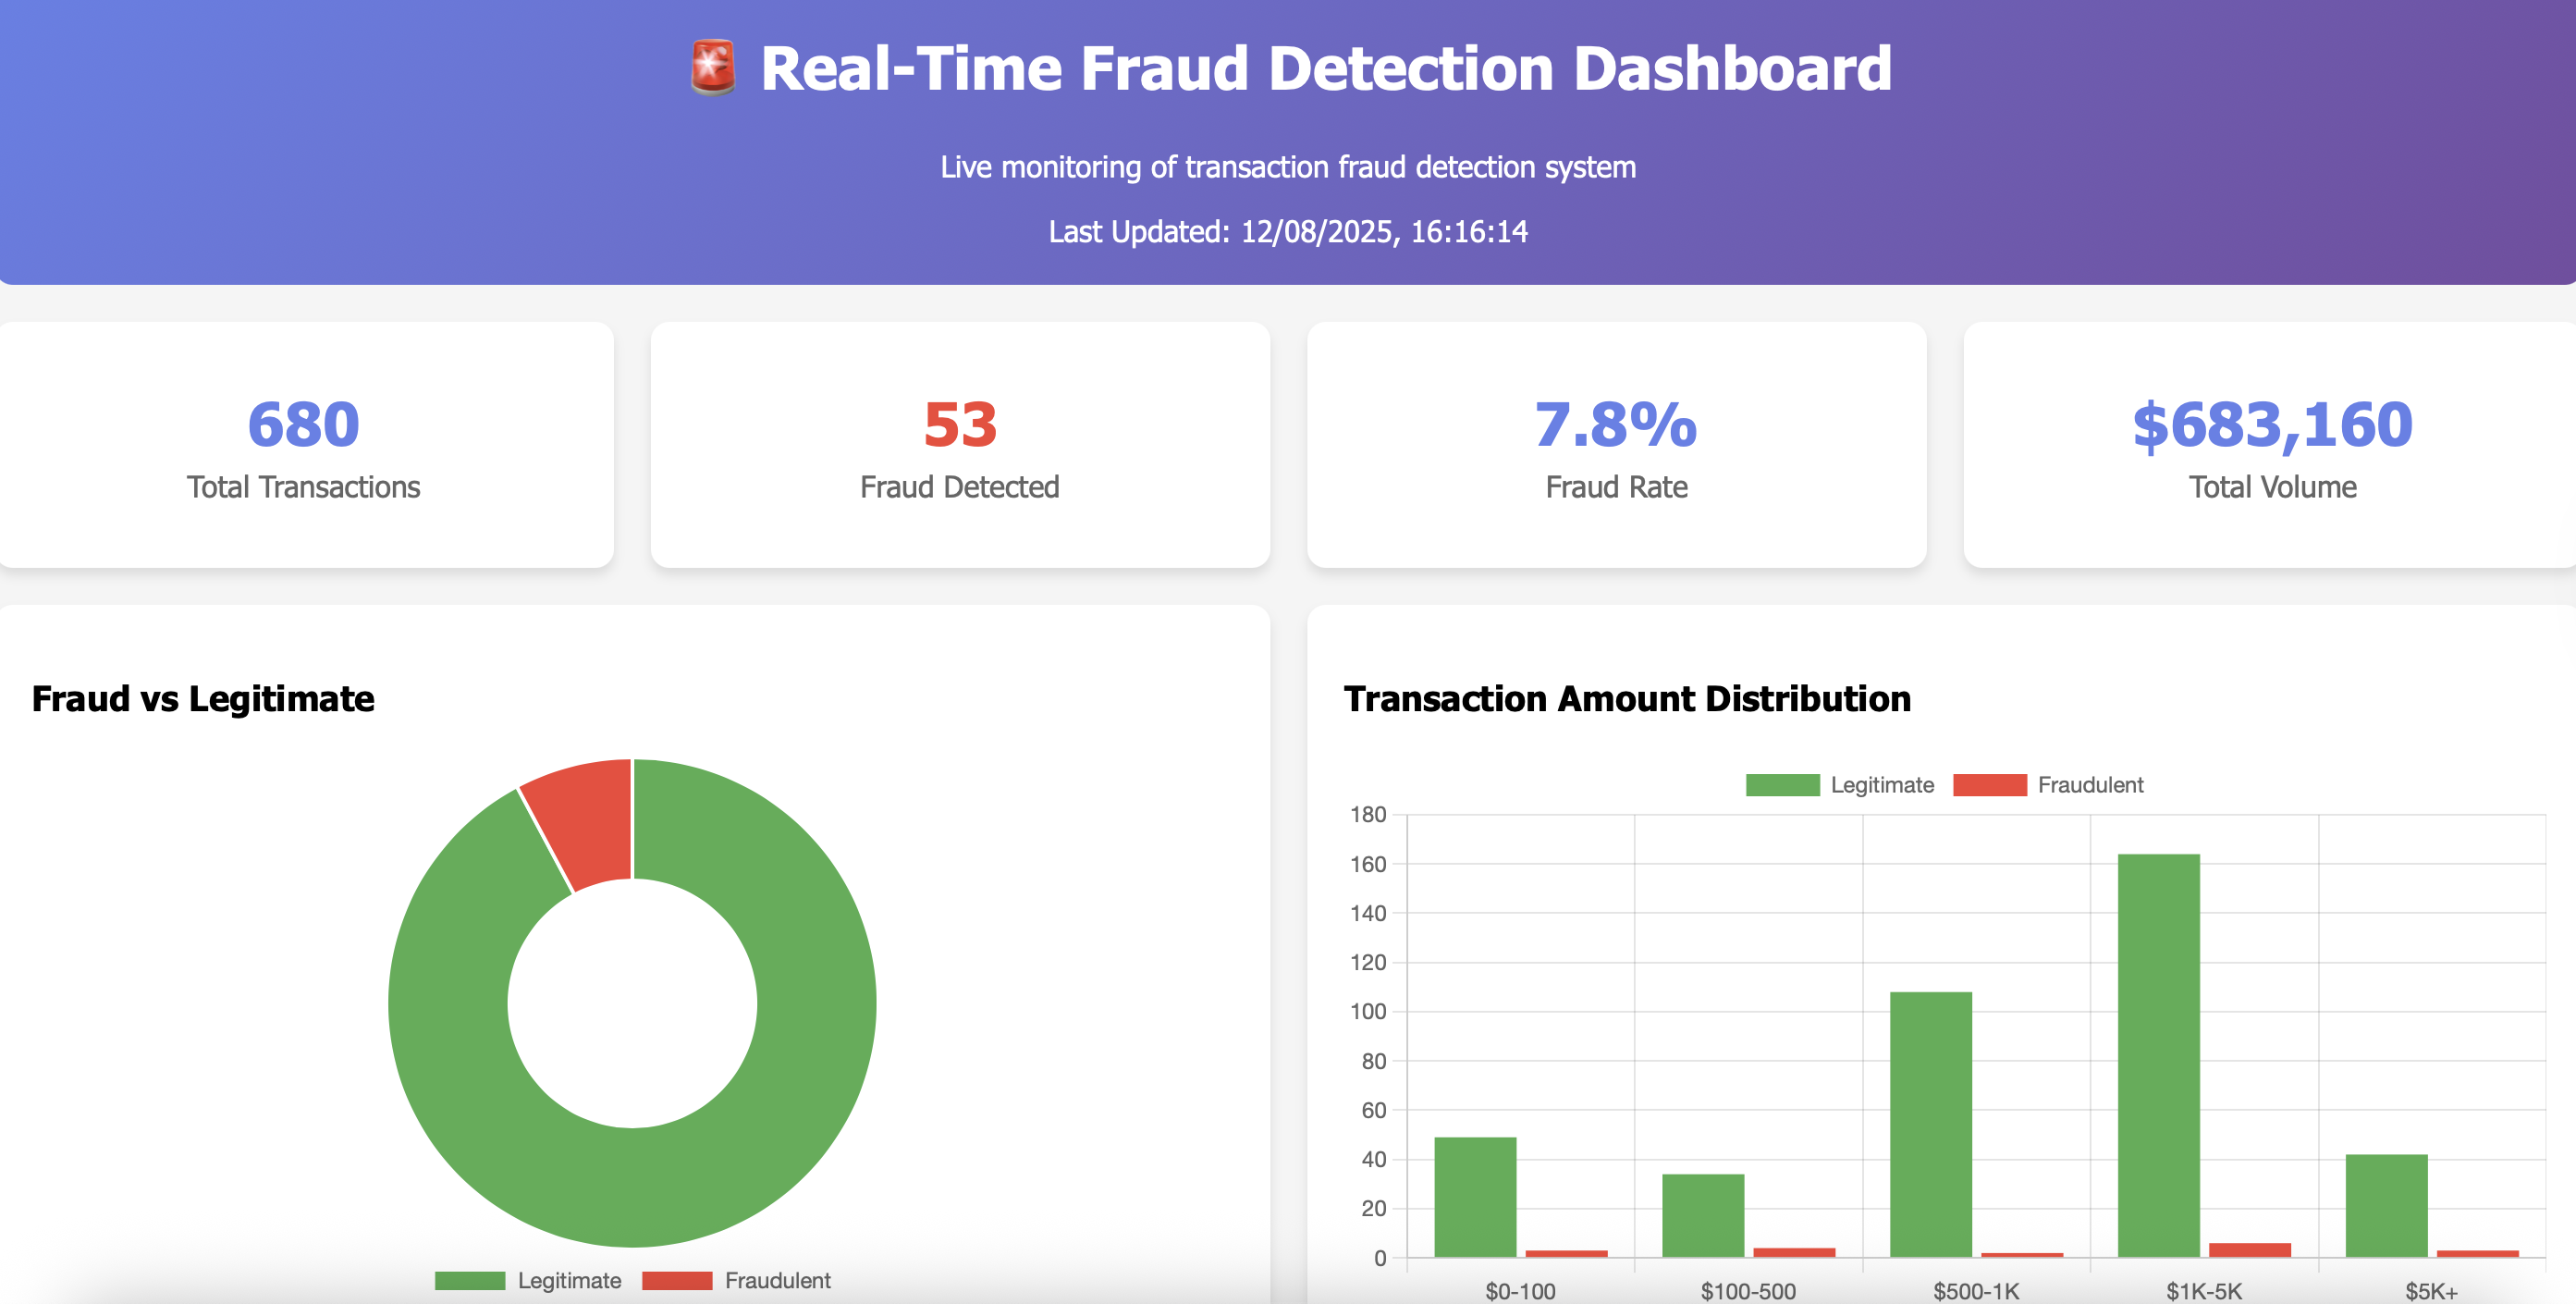 🚨 Real-Time Fraud Detection Dashboard
Live monitoring of transaction fraud detection system
Last Updated: 12/08/2025, 16:16:14
680
Total Transactions
53
Fraud Detected
7.8%
Fraud Rate
$683,160
Total Volume
Fraud vs Legitimate
Legitimate
Fraudulent
Transaction Amount Distribution
Legitimate
Fraudulent
180
160
140
120
100
80
60
40
20
0
$0-100
$100-500
$500-1K
$1K-5K
$5K+